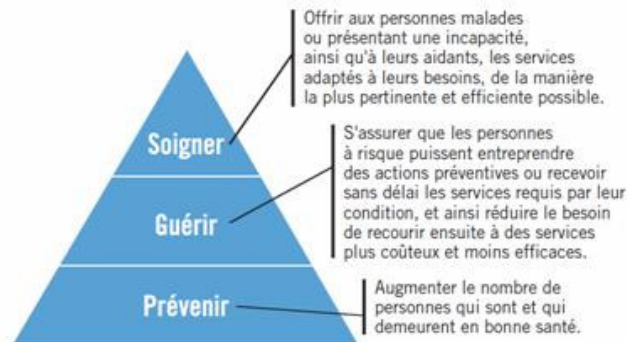 Offrir aux personnes malades
ou présentant une incapacité,
ainsi qu'à leurs aidants, les services
adaptés à leurs besoins, de la manière
la plus pertinente et efficiente possible.
Soigner
S'assurer que les personnes
à risque puissent entreprendre
des actions préventives ou recevoir
sans délai les services requis par leur
condition, et ainsi réduire le besoin
de recourir ensuite à des services
plus coûteux et moins efficaces.
Guérir
Augmenter le nombre de
personnes qui sont et qui
demeurent en bonne santé.
Prévenir